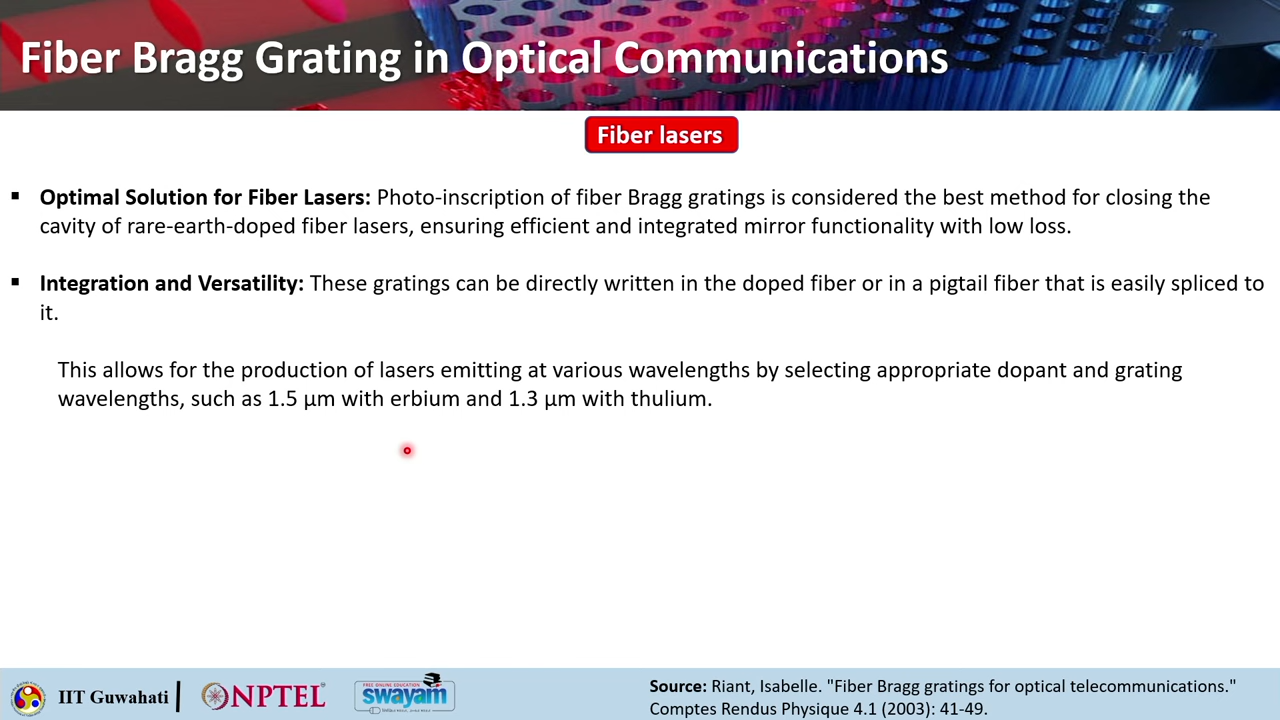 Fiber Bragg Grating in Optical Communications
Fiber lasers
▪ Optimal Solution for Fiber Lasers: Photo-inscription of fiber Bragg gratings is considered the best method for closing the
cavity of rare-earth-doped fiber lasers, ensuring efficient and integrated mirror functionality with low loss.
▪ Integration and Versatility: These gratings can be directly written in the doped fiber or in a pigtail fiber that is easily spliced to
it.
This allows for the production of lasers emitting at various wavelengths by selecting appropriate dopant and grating
wavelengths, such as 1.5 µm with erbium and 1.3 µm with thulium.
IIT Guwahati
NPTEL
FREE ONLINE EDUCATION
swayam
Source: Riant, Isabelle. "Fiber Bragg gratings for optical telecommunications."
Comptes Rendus Physique 4.1 (2003): 41-49.